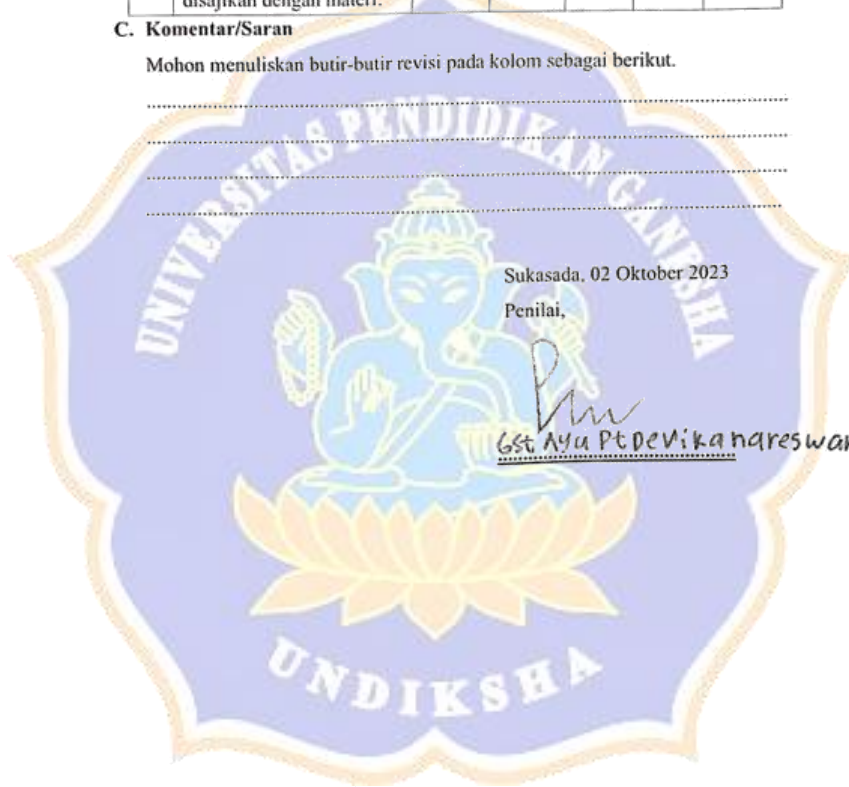 disajikan dengan materi.
C. Komentar/Saran
Mohon menuliskan butir-butir revisi pada kolom sebagai berikut.
UNIVERSITAS PENDIDIKAN GANESHA
Sukasada, 02 Oktober 2023
Penilai,
Gst Ayu Pt Devika
UNDIKSHA